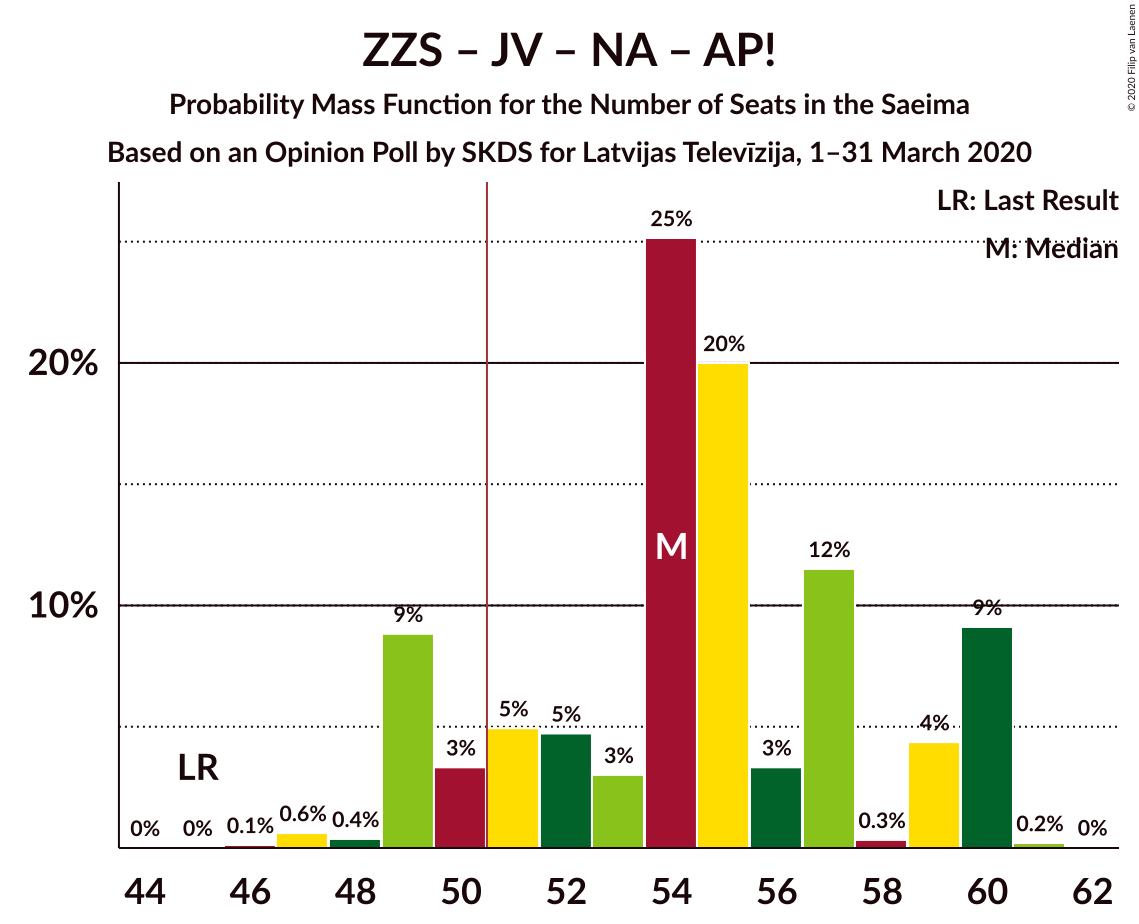 ZZS – JV – NA – AP!
Probability Mass Function for the Number of Seats in the Saeima
Based on an Opinion Poll by SKDS for Latvijas Televīzija, 1–31 March 2020
© 2020 Filip van Laenen
LR: Last Result
M: Median
25%
20%
20%
12%
10%
9%
9%
5%
5%
4%
3%
3%
3%
LR
M
0%
0%
0.1%
0.6%
0.4%
0.3%
0.2%
0%
44 46 48 50 52 54 56 58 60 62